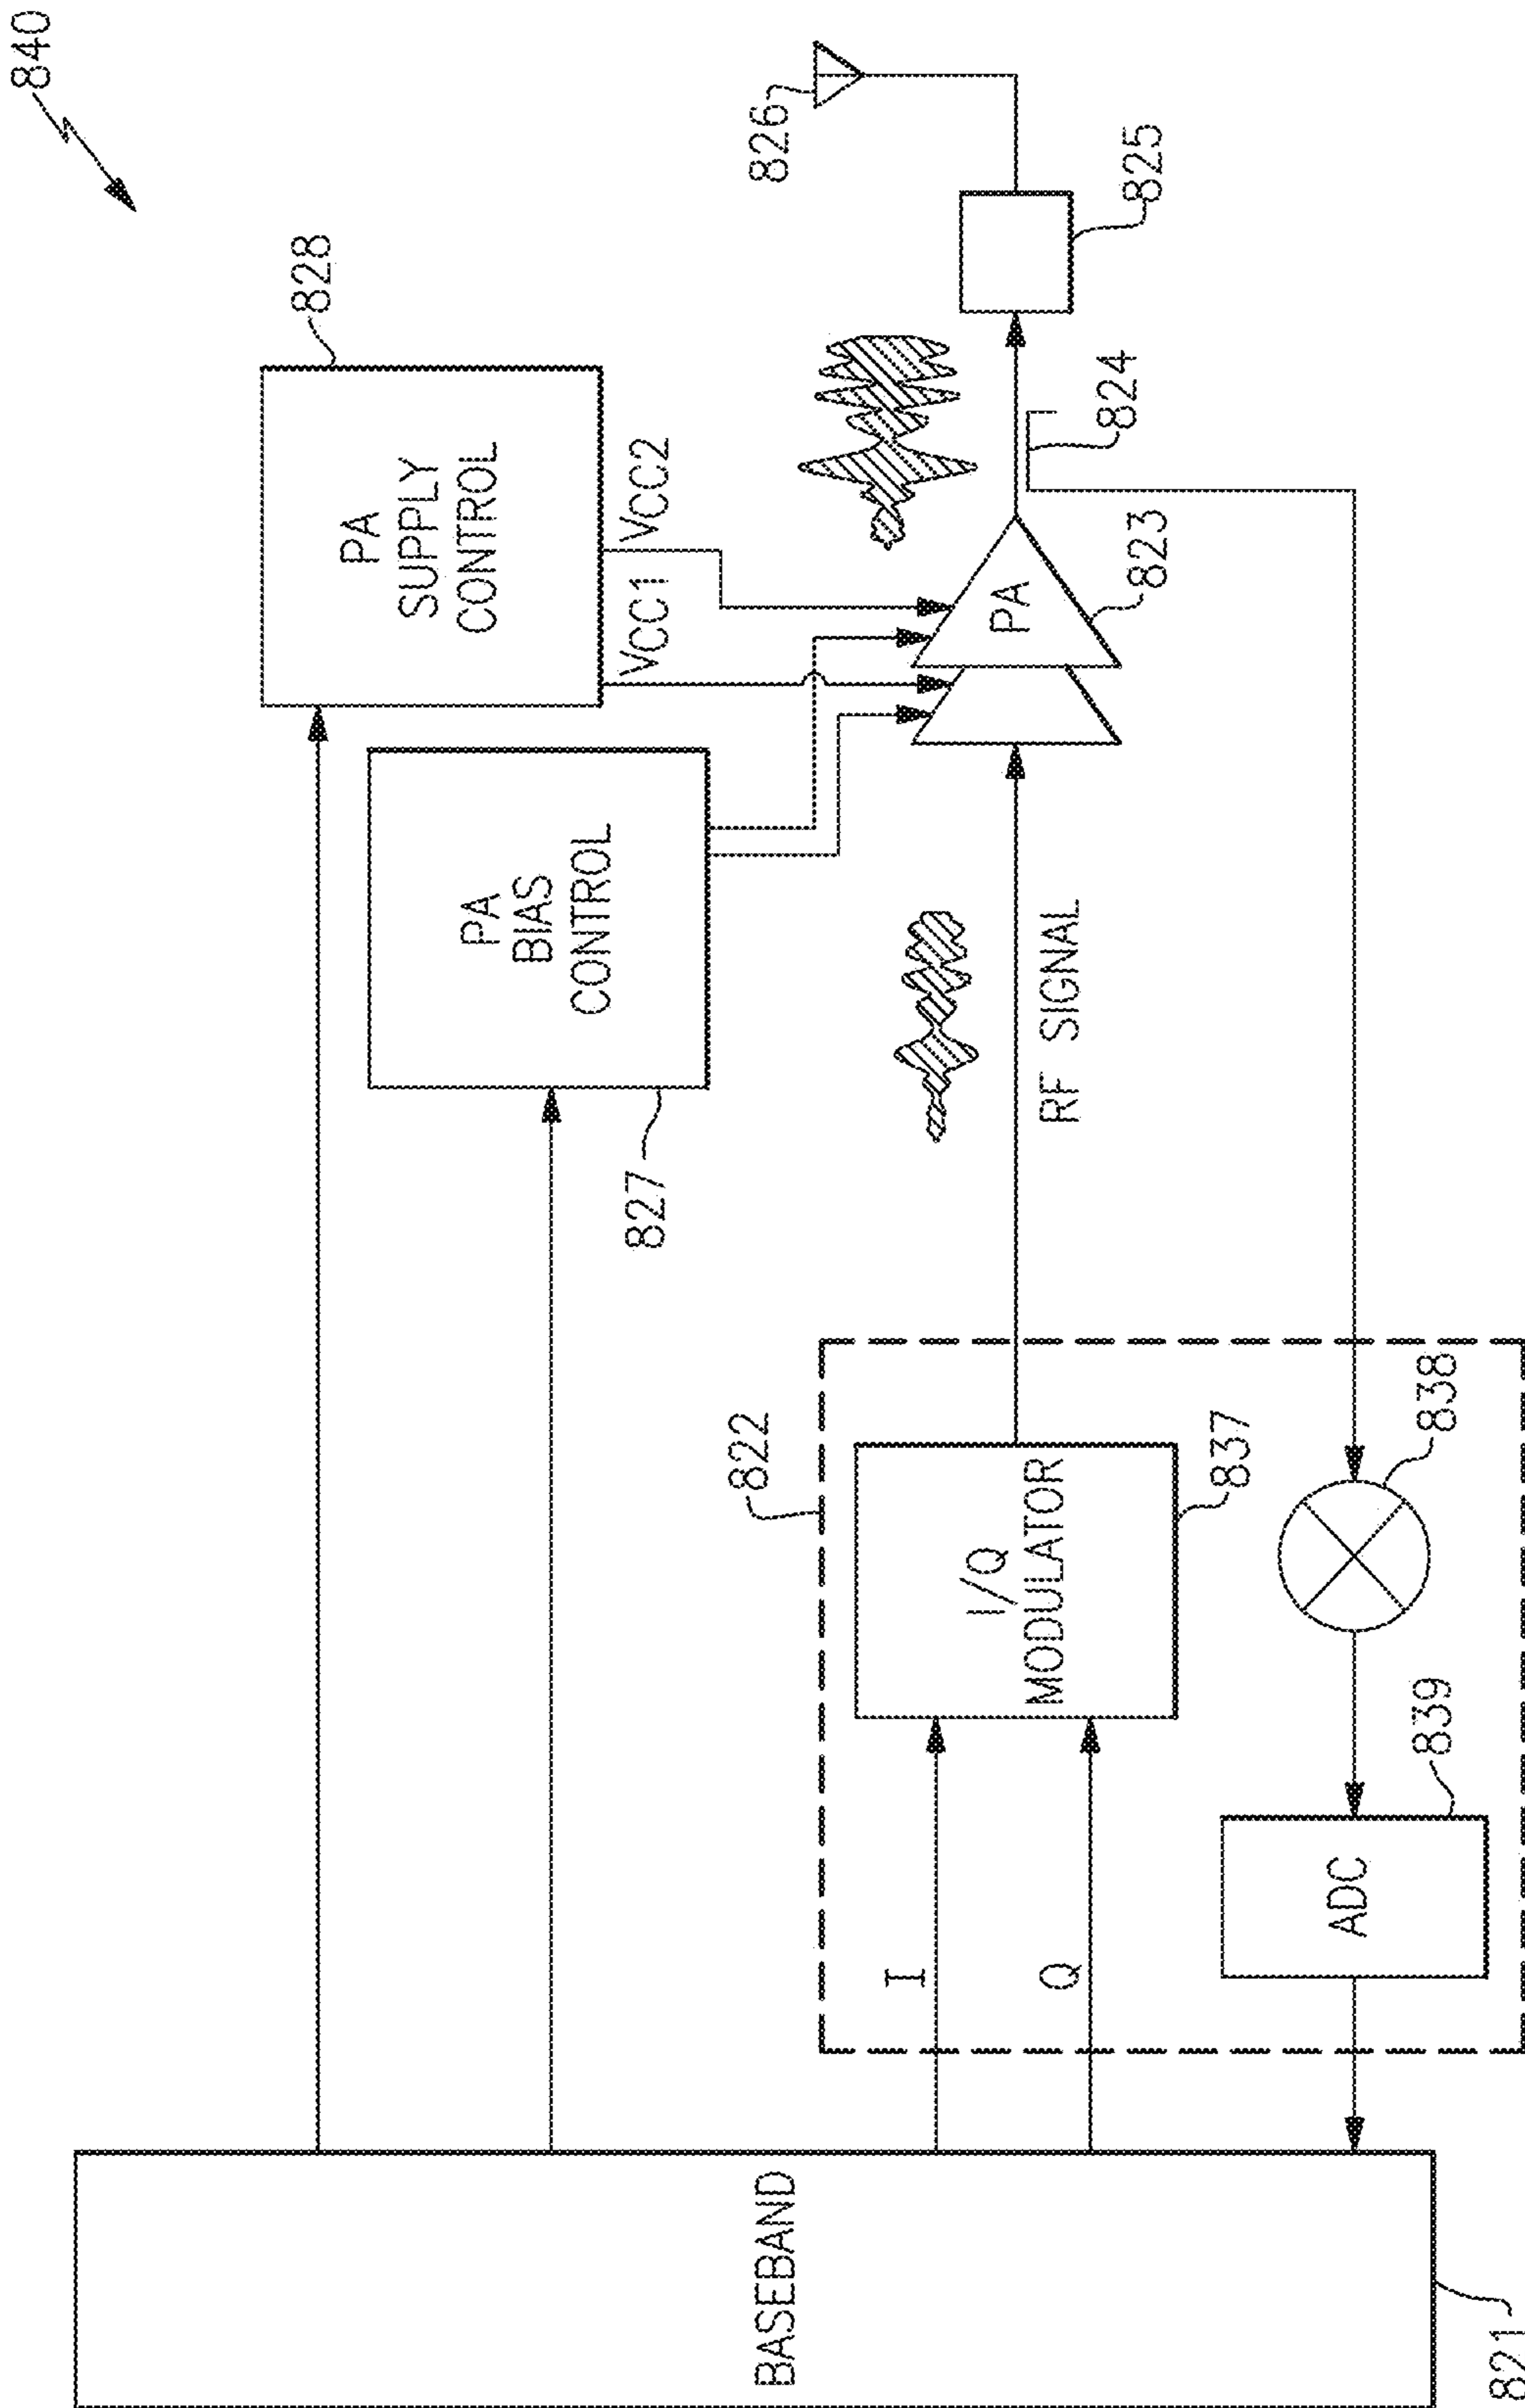 840
828
PA
SUPPLY
CONTROL
VCC1
VCC2
PA
BIAS
CONTROL
827
826
825
824
PA
823
RF SIGNAL
822
I/Q
MODULATOR
837
838
ADC
839
I
Q
BASEBAND
821